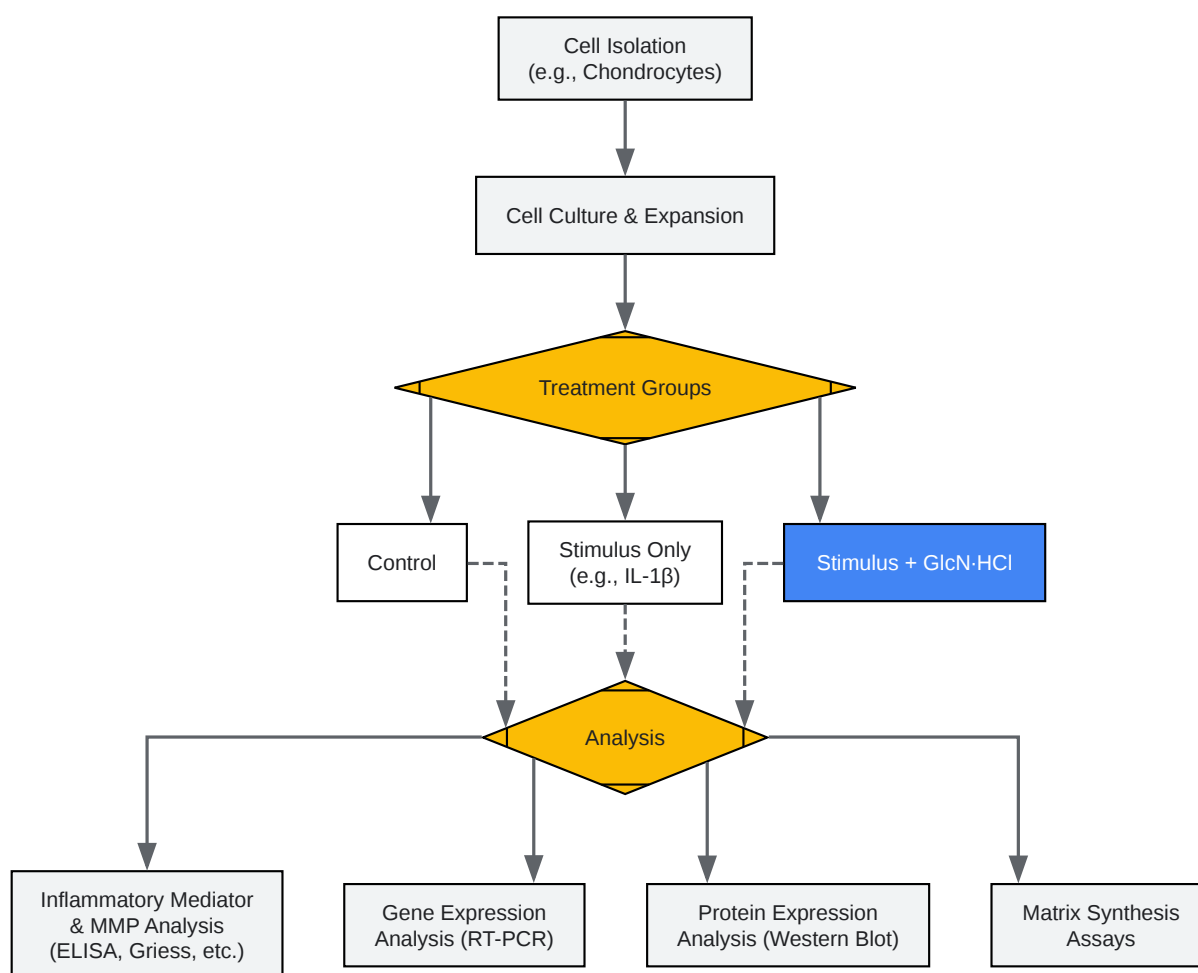 Cell Isolation
(e.g., Chondrocytes)
Cell Culture & Expansion
Treatment Groups
Control
Stimulus Only
(e.g., IL-1β)
Stimulus + GlcN·HCl
Analysis
Inflammatory Mediator
& MMP Analysis
(ELISA, Griess, etc.)
Gene Expression
Analysis (RT-PCR)
Protein Expression
Analysis (Western Blot)
Matrix Synthesis
Assays